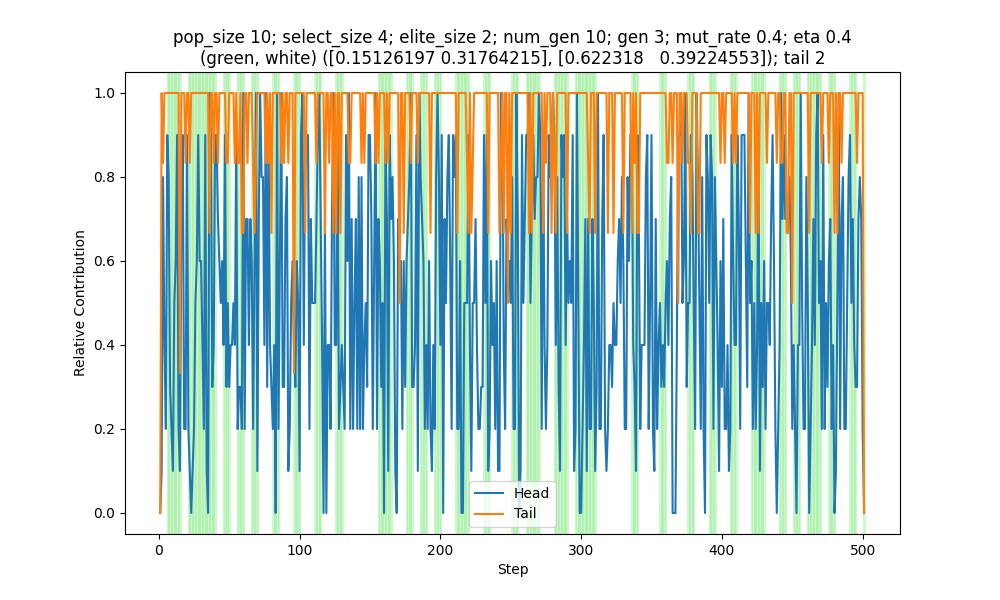 pop_size 10; select_size 4; elite_size 2; num_gen 10; gen 3; mut_rate 0.4; eta 0.4
(green, white) ([0.15126197 0.31764215], [0.622318   0.39224553]); tail 2
1.0
0.8
0.6
0.4
0.2
0.0
Relative Contribution
Head
Tail
0 100 200 300 400 500
Step